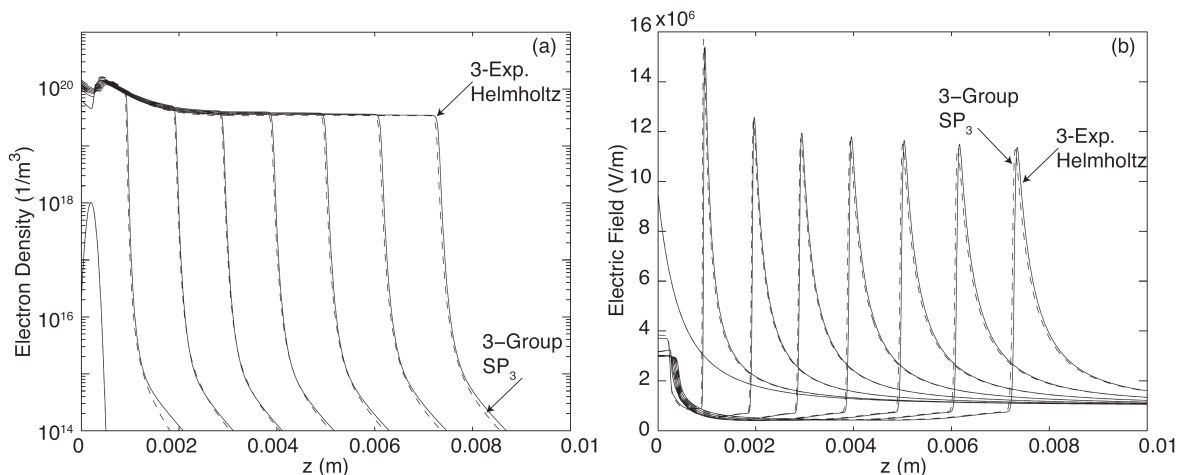 (a)
10^20
10^18
10^16
10^14
Electron Density (1/m^3)
3-Exp.
Helmholtz
3−Group
SP_3
0
0.002
0.004
0.006
0.008
0.01
z (m)
16 x10^6
(b)
14
12
10
8
6
4
2
0
Electric Field (V/m)
3−Group
SP_3
3-Exp.
Helmholtz
0
0.002
0.004
0.006
0.008
0.01
z (m)